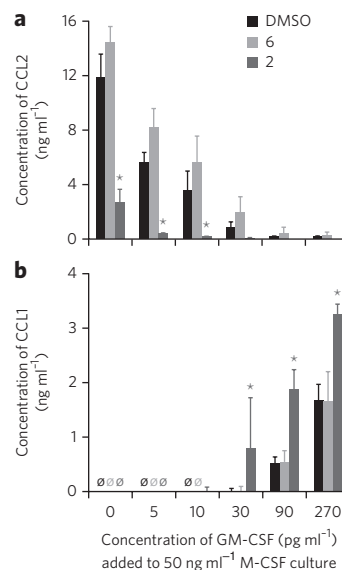 a
DMSO
6
2
Concentration of CCL2
(ng ml⁻¹)
16
12
8
4
0
*
*
*
b
Concentration of CCL1
(ng ml⁻¹)
4
3
2
1
0
ø ø ø ø ø ø ø ø
*
*
*
0 5 10 30 90 270
Concentration of GM-CSF (pg ml⁻¹)
added to 50 ng ml⁻¹ M-CSF culture